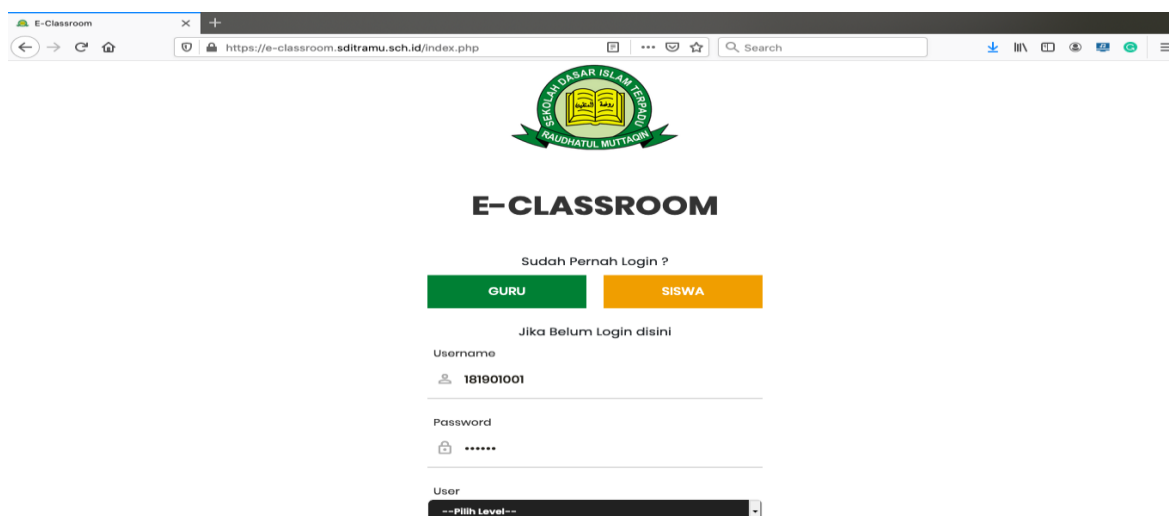 E-Classroom
https://e-classroom.sditramu.sch.id/index.php
Search
SEKOLAH DASAR ISLAM TERPADU
RAUDHATUL MUTTAQIN
E-CLASSROOM
Sudah Pernah Login ?
GURU
SISWA
Jika Belum Login disini
Username
181901001
Password
••••••
User
--Pilih Level--